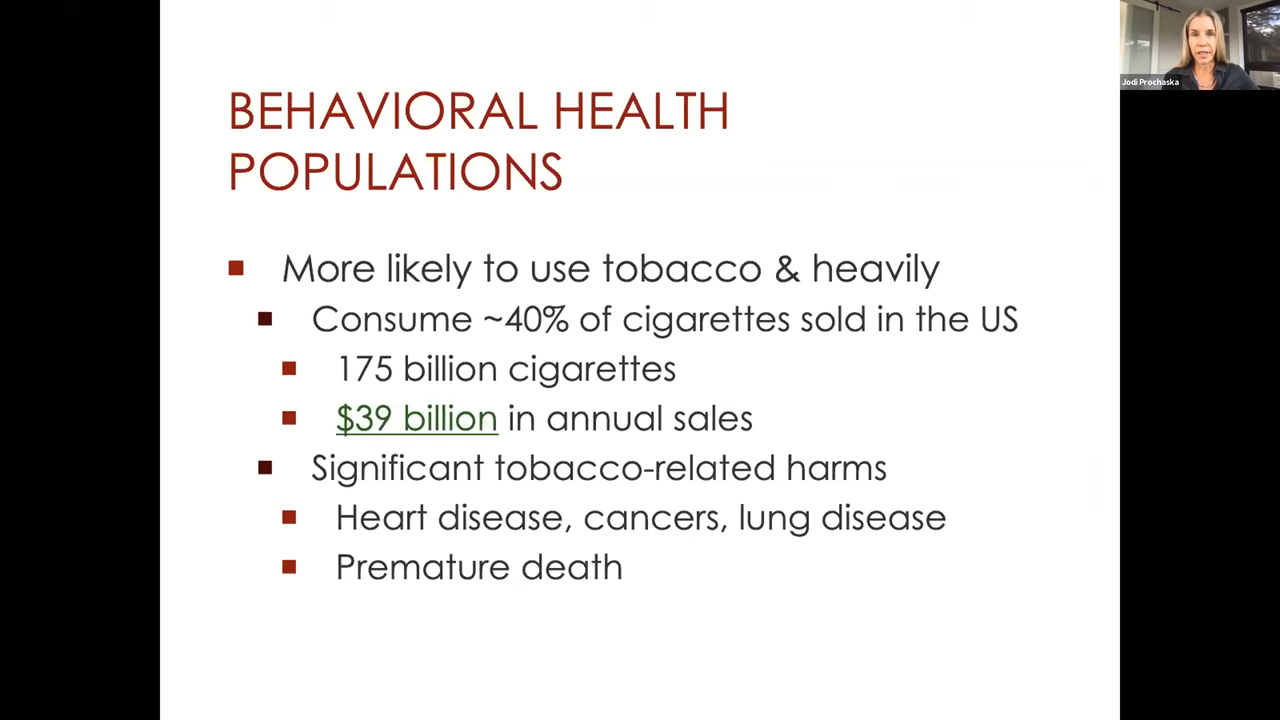 BEHAVIORAL HEALTH
POPULATIONS
More likely to use tobacco & heavily
Consume ~40% of cigarettes sold in the US
175 billion cigarettes
$39 billion in annual sales
Significant tobacco-related harms
Heart disease, cancers, lung disease
Premature death
Jodi Prochaska